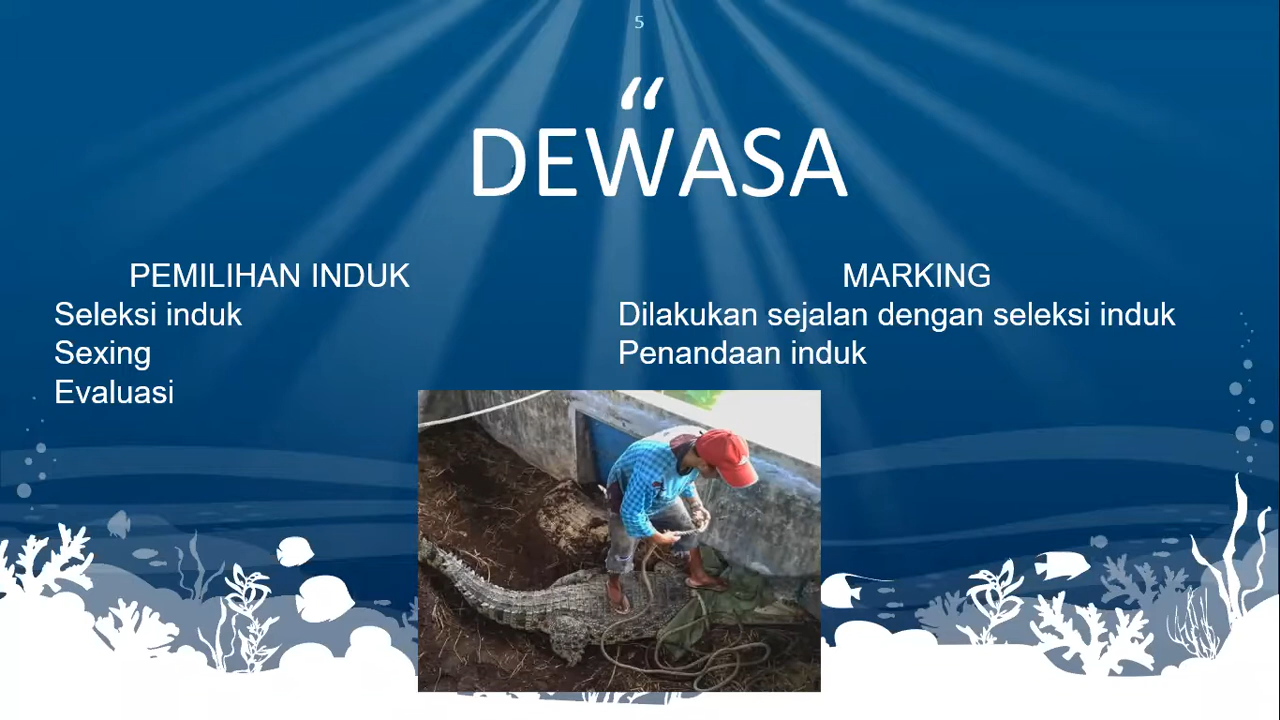 5
“
DEWASA
PEMILIHAN INDUK
Seleksi induk
Sexing
Evaluasi
MARKING
Dilakukan sejalan dengan seleksi induk
Penandaan induk